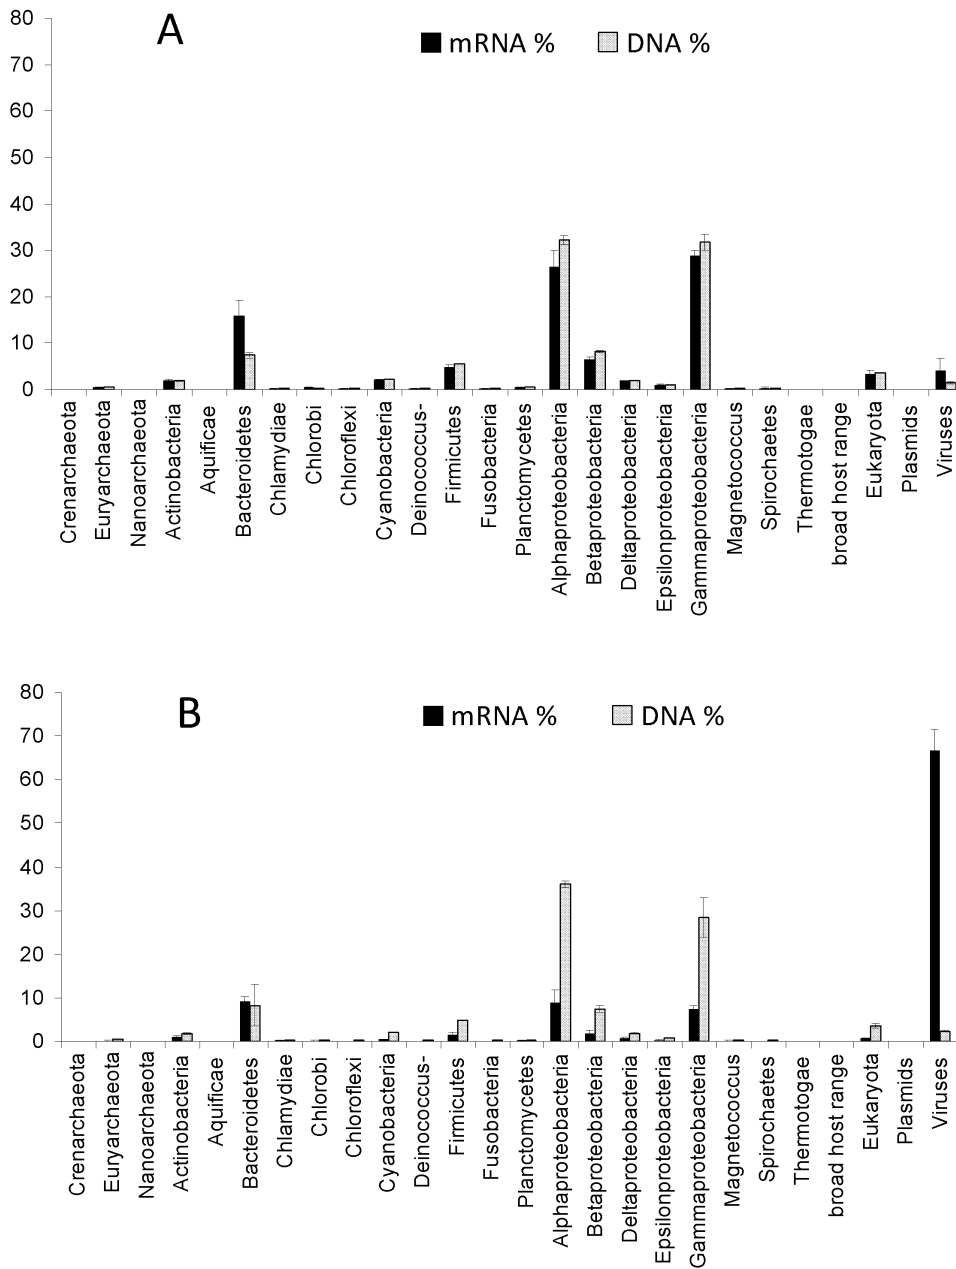 A
mRNA % DNA %
80
70
60
50
40
30
20
10
0
Crenarchaeota
Euryarchaeota
Nanoarchaeota
Actinobacteria
Aquificae
Bacteroidetes
Chlamydiae
Chlorobi
Chloroflexi
Cyanobacteria
Deinococcus-
Firmicutes
Fusobacteria
Planctomycetes
Alphaproteobacteria
Betaproteobacteria
Deltaproteobacteria
Epsilonproteobacteria
Gammaproteobacteria
Magnetococcus
Spirochaetes
Thermotogae
broad host range
Eukaryota
Plasmids
Viruses
B
mRNA % DNA %
80
70
60
50
40
30
20
10
0
Crenarchaeota
Euryarchaeota
Nanoarchaeota
Actinobacteria
Aquificae
Bacteroidetes
Chlamydiae
Chlorobi
Chloroflexi
Cyanobacteria
Deinococcus-
Firmicutes
Fusobacteria
Planctomycetes
Alphaproteobacteria
Betaproteobacteria
Deltaproteobacteria
Epsilonproteobacteria
Gammaproteobacteria
Magnetococcus
Spirochaetes
Thermotogae
broad host range
Eukaryota
Plasmids
Viruses